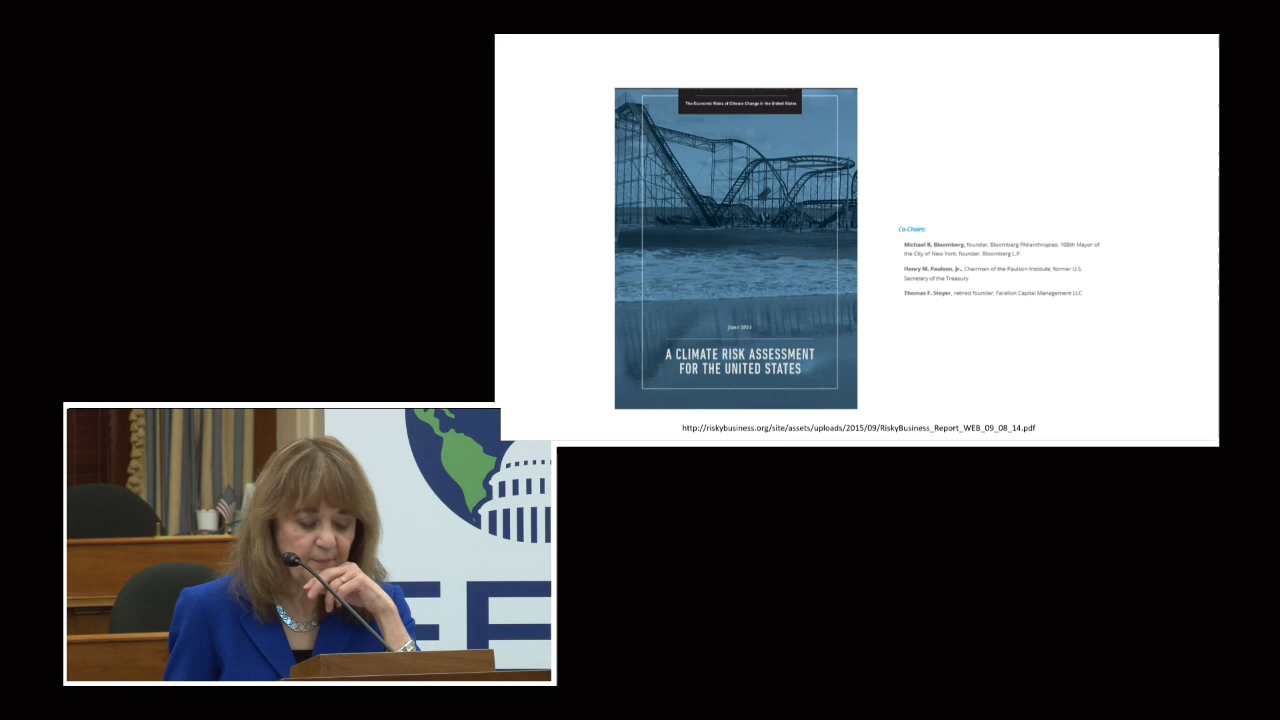 The Economic Risks of Climate Change in the United States
June 2014
A CLIMATE RISK ASSESSMENT
FOR THE UNITED STATES
Co-Chairs:
Michael R. Bloomberg, founder, Bloomberg Philanthropies; 108th Mayor of
the City of New York; founder, Bloomberg L.P.
Henry M. Paulson, Jr., Chairman of the Paulson Institute; former U.S.
Secretary of the Treasury
Thomas F. Steyer, retired founder, Farallon Capital Management LLC
http://riskybusiness.org/site/assets/uploads/2015/09/RiskyBusiness_Report_WEB_09_08_14.pdf